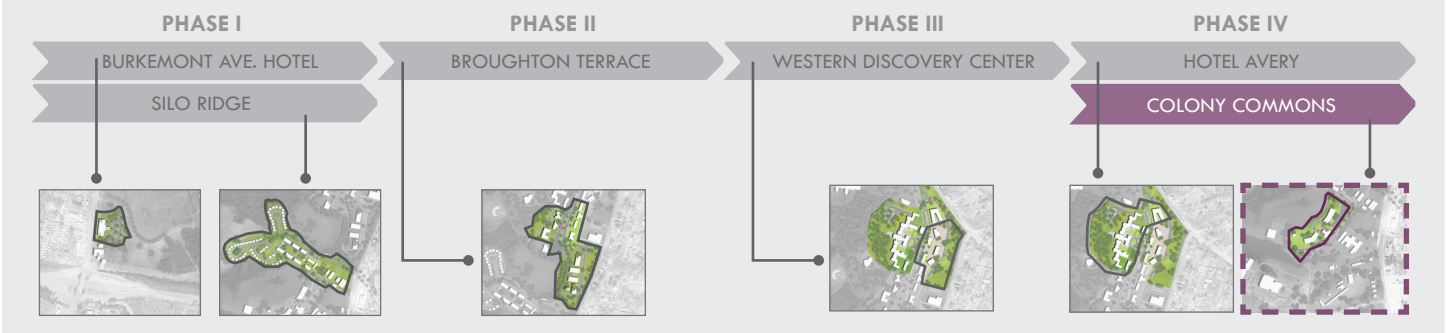 PHASE I
PHASE II
PHASE III
PHASE IV
BURKEMONT AVE. HOTEL
BROUGHTON TERRACE
WESTERN DISCOVERY CENTER
HOTEL AVERY
SILO RIDGE
COLONY COMMONS